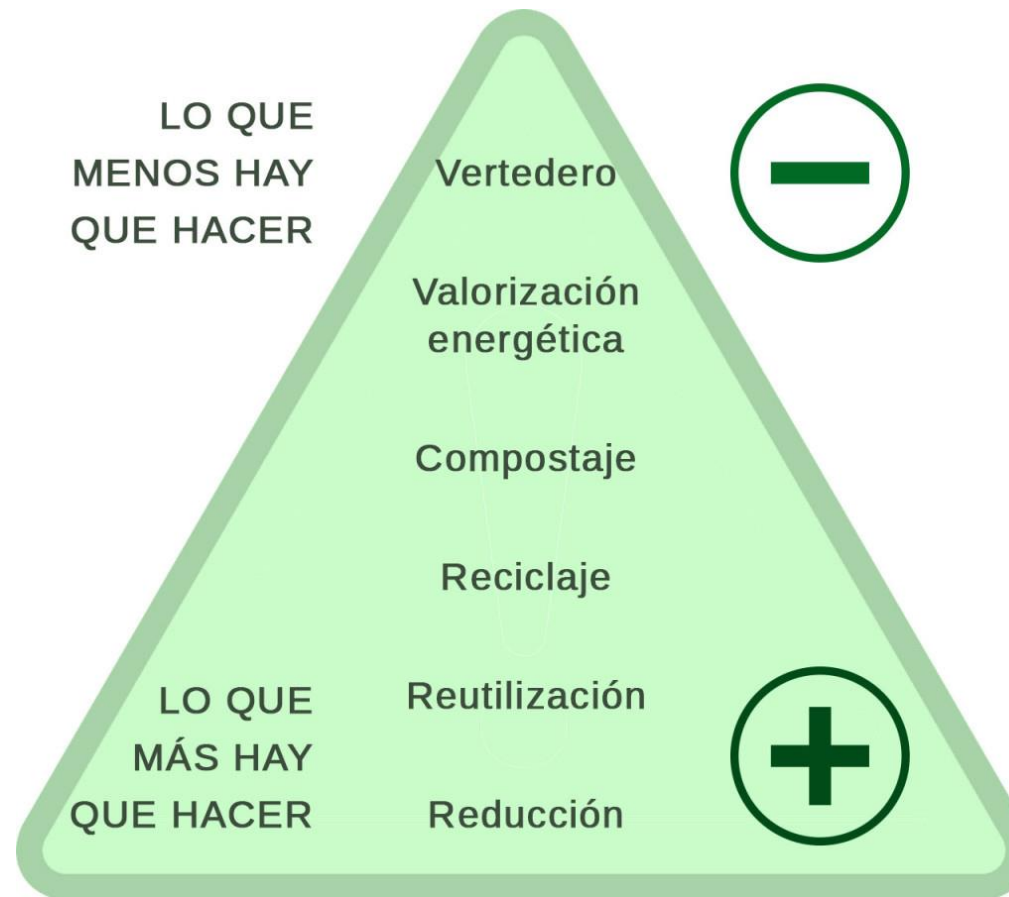 LO QUE
MENOS HAY
QUE HACER
Vertedero
Valorización
energética
Compostaje
Reciclaje
Reutilización
LO QUE
MÁS HAY
QUE HACER
Reducción